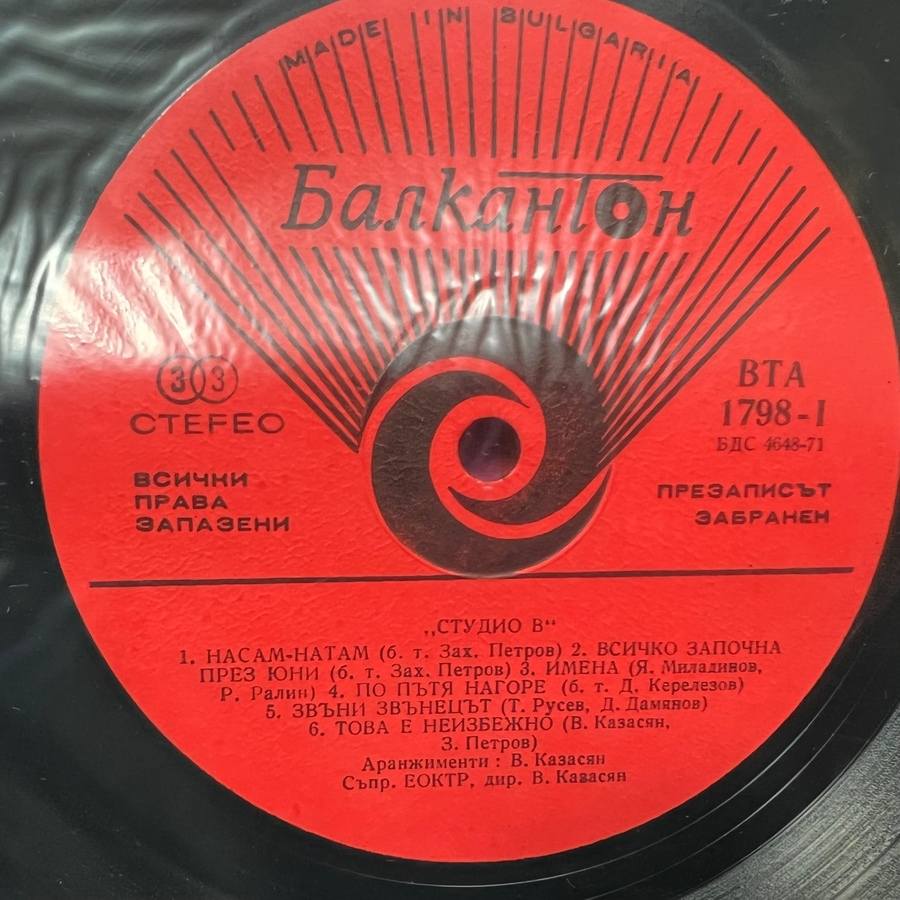 MADE IN BULGARIA
Балкантон
33
СТЕРЕО
ВСИЧКИ
ПРАВА
ЗАПАЗЕНИ
ВТА
1798-I
БДС 4648-71
ПРЕЗАПИСЪТ
ЗАБРАНЕН
„СТУДИО В“
1. НАСАМ-НАТАМ (б. т. Зах. Петров) 2. ВСИЧКО ЗАПОЧНА
ПРЕЗ ЮНИ (б. т. Зах. Петров) 3. ИМЕНА (Я. Миладинов,
Р. Ралин) 4. ПО ПЪТЯ НАГОРЕ (б. т. Д. Керелезов)
5. ЗВЪНИ ЗВЪНЕЦЪТ (Т. Русев, Д. Дамянов)
6. ТОВА Е НЕИЗБЕЖНО (В. Казасян,
З. Петров)
Аранжименти : В. Казасян
Съпр. ЕОКТР, дир. В. Казасян